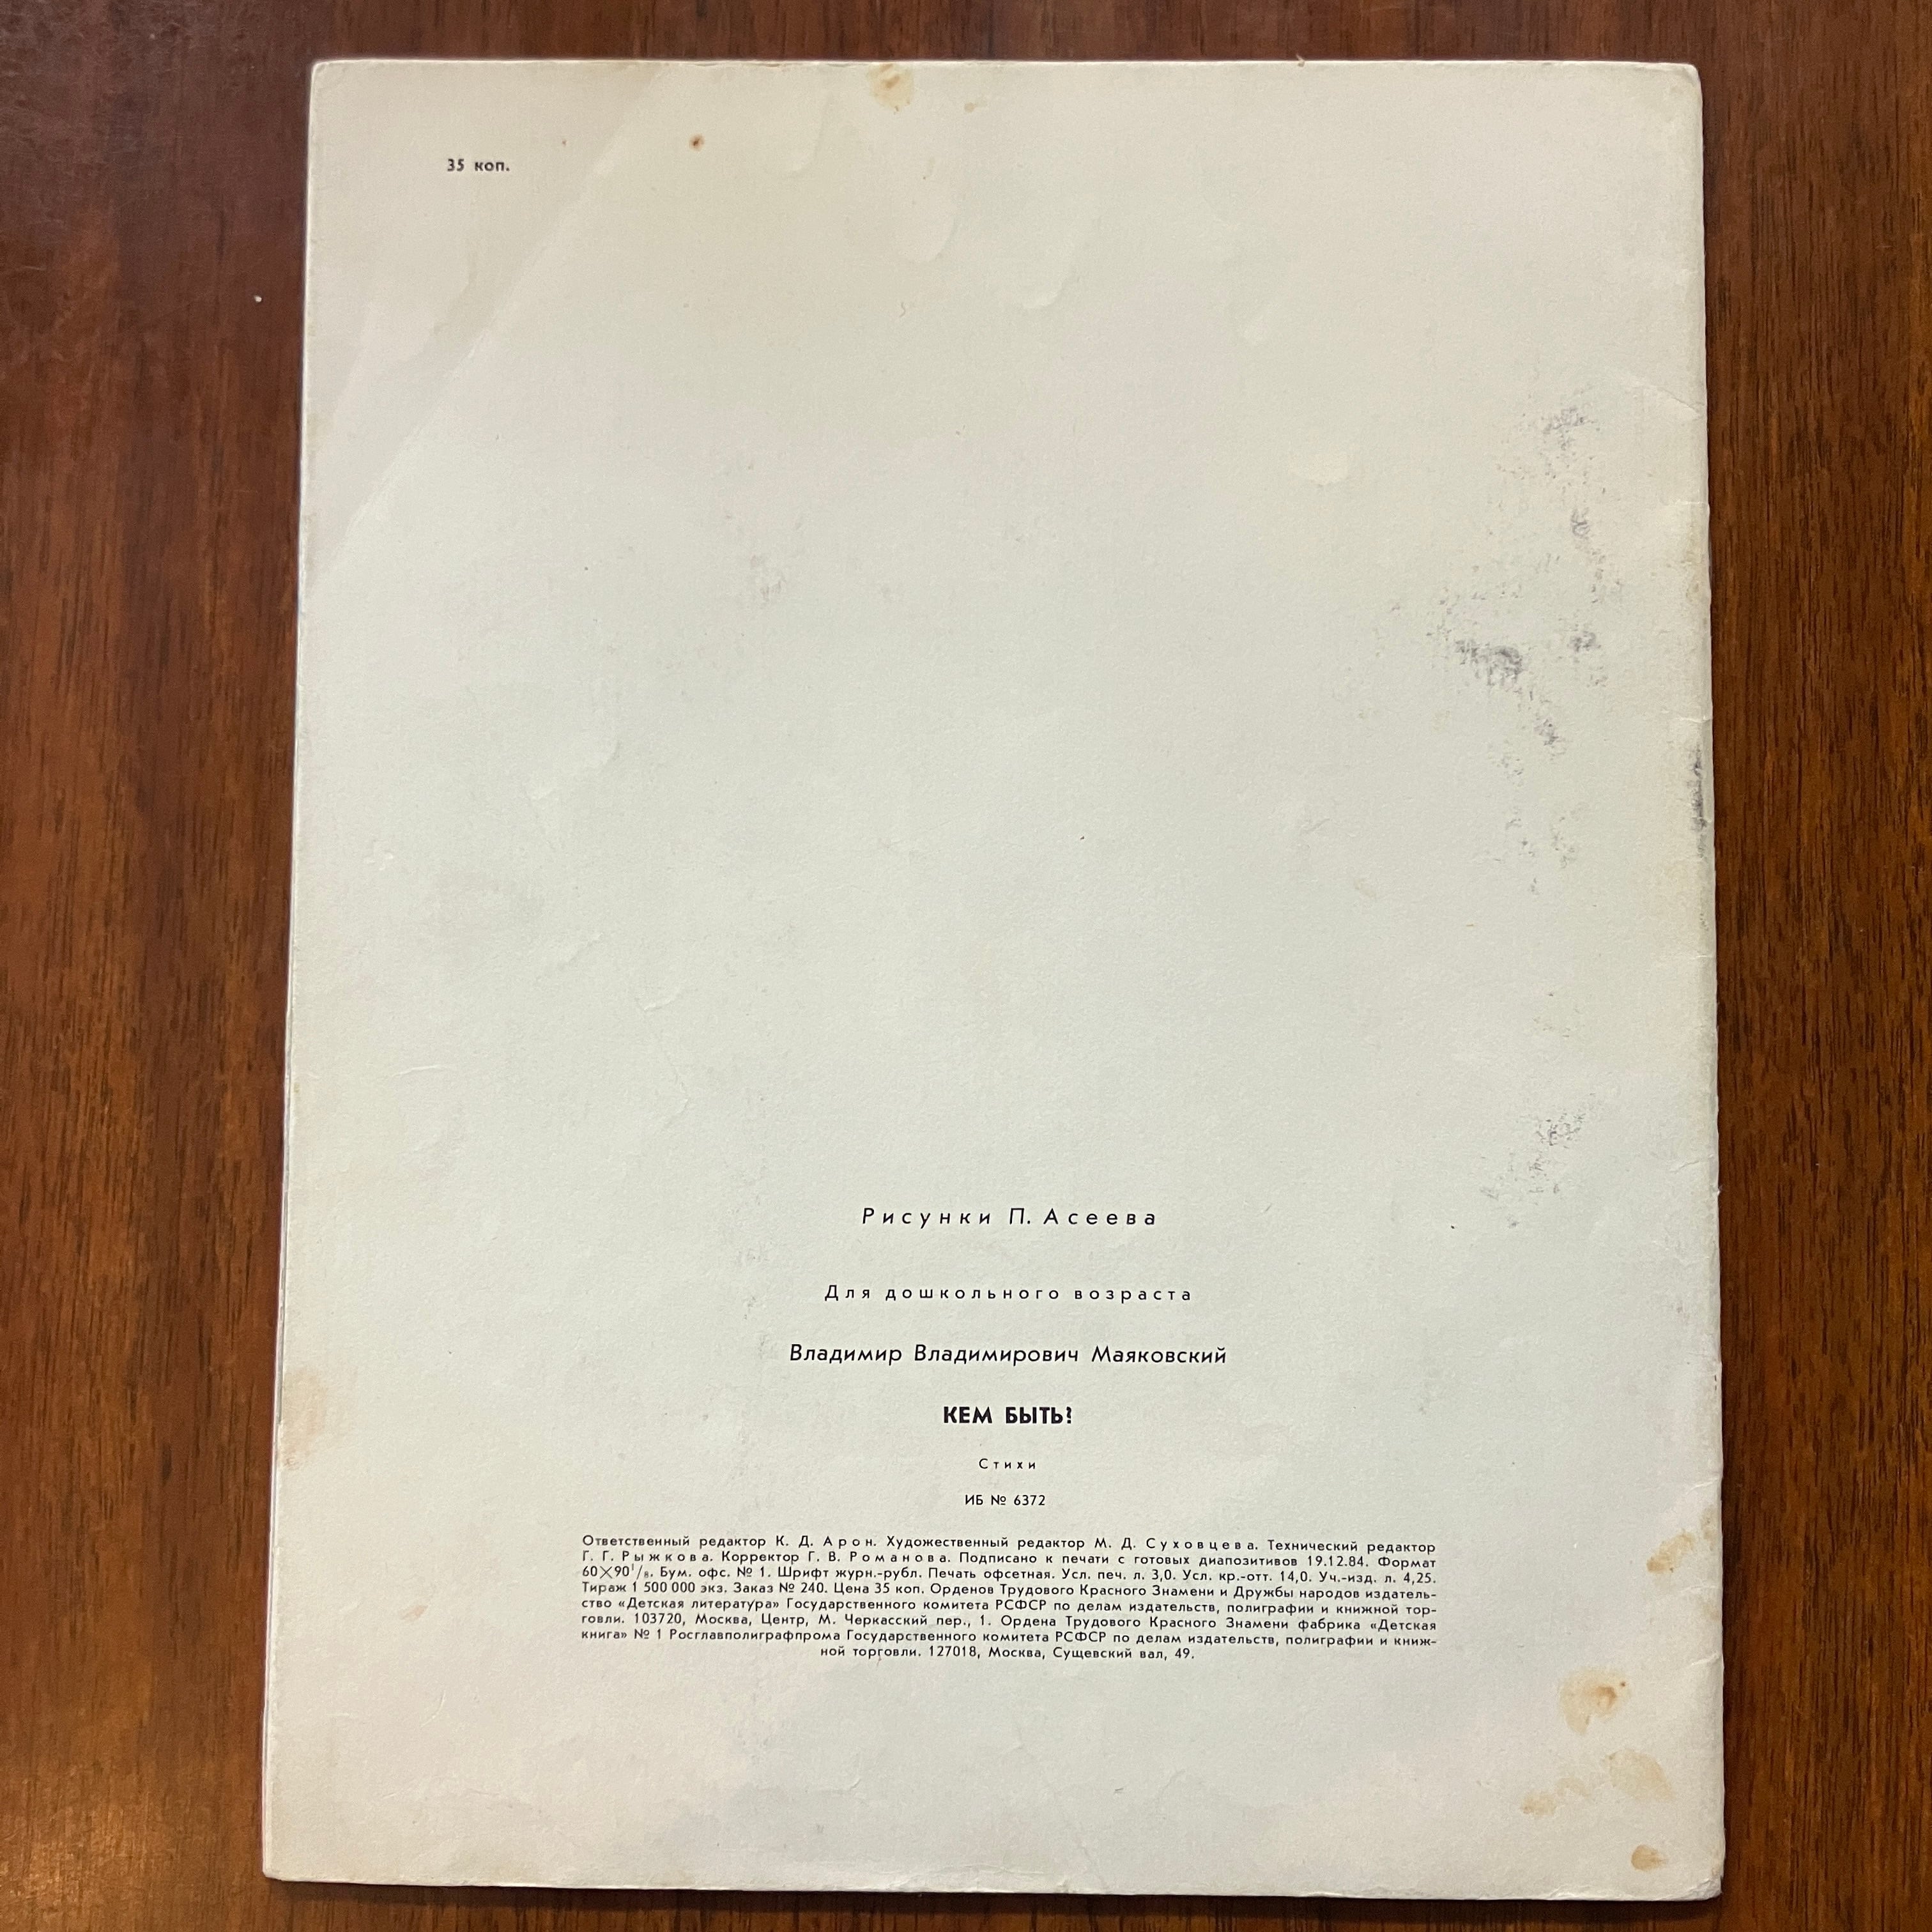 35 коп.
Рисунки П. Асеева
Для дошкольного возраста
Владимир Владимирович Маяковский
КЕМ БЫТЬ?
Стихи
ИБ № 6372
Ответственный редактор К. Д. Арон. Художественный редактор М. Д. Суховцева. Технический редактор
Г. Г. Рыжкова. Корректор Г. В. Романова. Подписано к печати с готовых диапозитивов 19.12.84. Формат
60×90¹/₈. Бум. офс. № 1. Шрифт журн.-рубл. Печать офсетная. Усл. печ. л. 3,0. Усл. кр.-отт. 14,0. Уч.-изд. л. 4,25.
Тираж 1 500 000 экз. Заказ № 240. Цена 35 коп. Орденов Трудового Красного Знамени и Дружбы народов издатель-
ство «Детская литература» Государственного комитета РСФСР по делам издательств, полиграфии и книжной тор-
говли. 103720, Москва, Центр, М. Черкасский пер., 1. Ордена Трудового Красного Знамени фабрика «Детская
книга» № 1 Росглавполиграфпрома Государственного комитета РСФСР по делам издательств, полиграфии и книж-
ной торговли. 127018, Москва, Сущевский вал, 49.